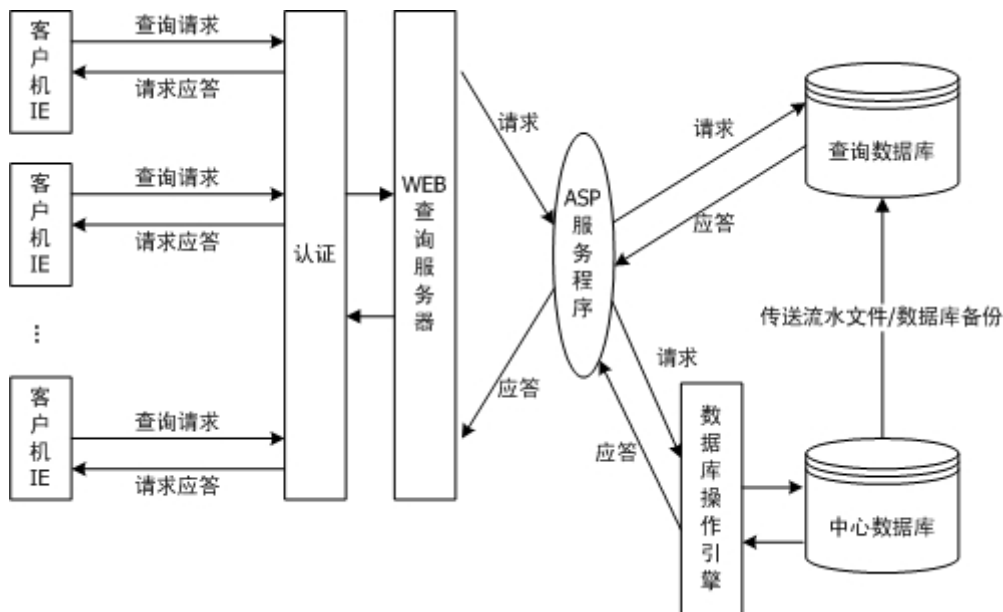 客户机IE
查询请求
请求应答
客户机IE
查询请求
请求应答
...
客户机IE
查询请求
请求应答
认证
WEB查询服务器
请求
应答
ASP服务程序
请求
应答
请求
应答
查询数据库
传送流水文件/数据库备份
数据库操作引擎
中心数据库